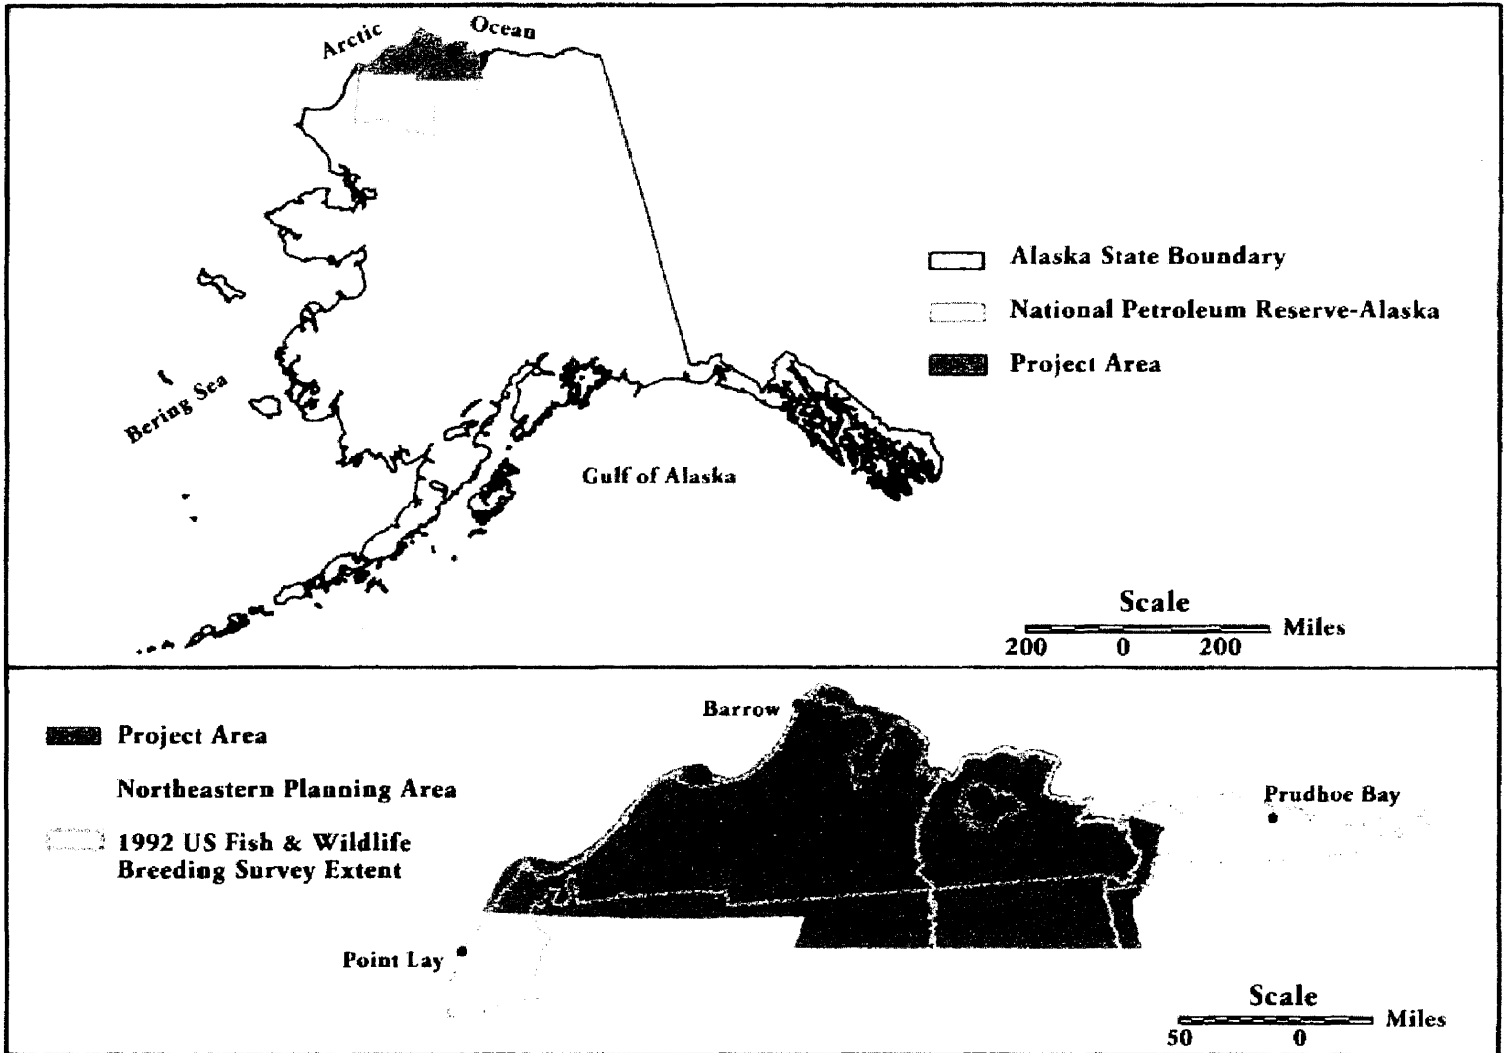 Arctic Ocean
Alaska State Boundary
National Petroleum Reserve-Alaska
Project Area
Bering Sea
Gulf of Alaska
Scale
Miles
200 0 200
Barrow
Project Area
Northeastern Planning Area
1992 US Fish & Wildlife
Breeding Survey Extent
Prudhoe Bay
Point Lay
Scale
Miles
50 0